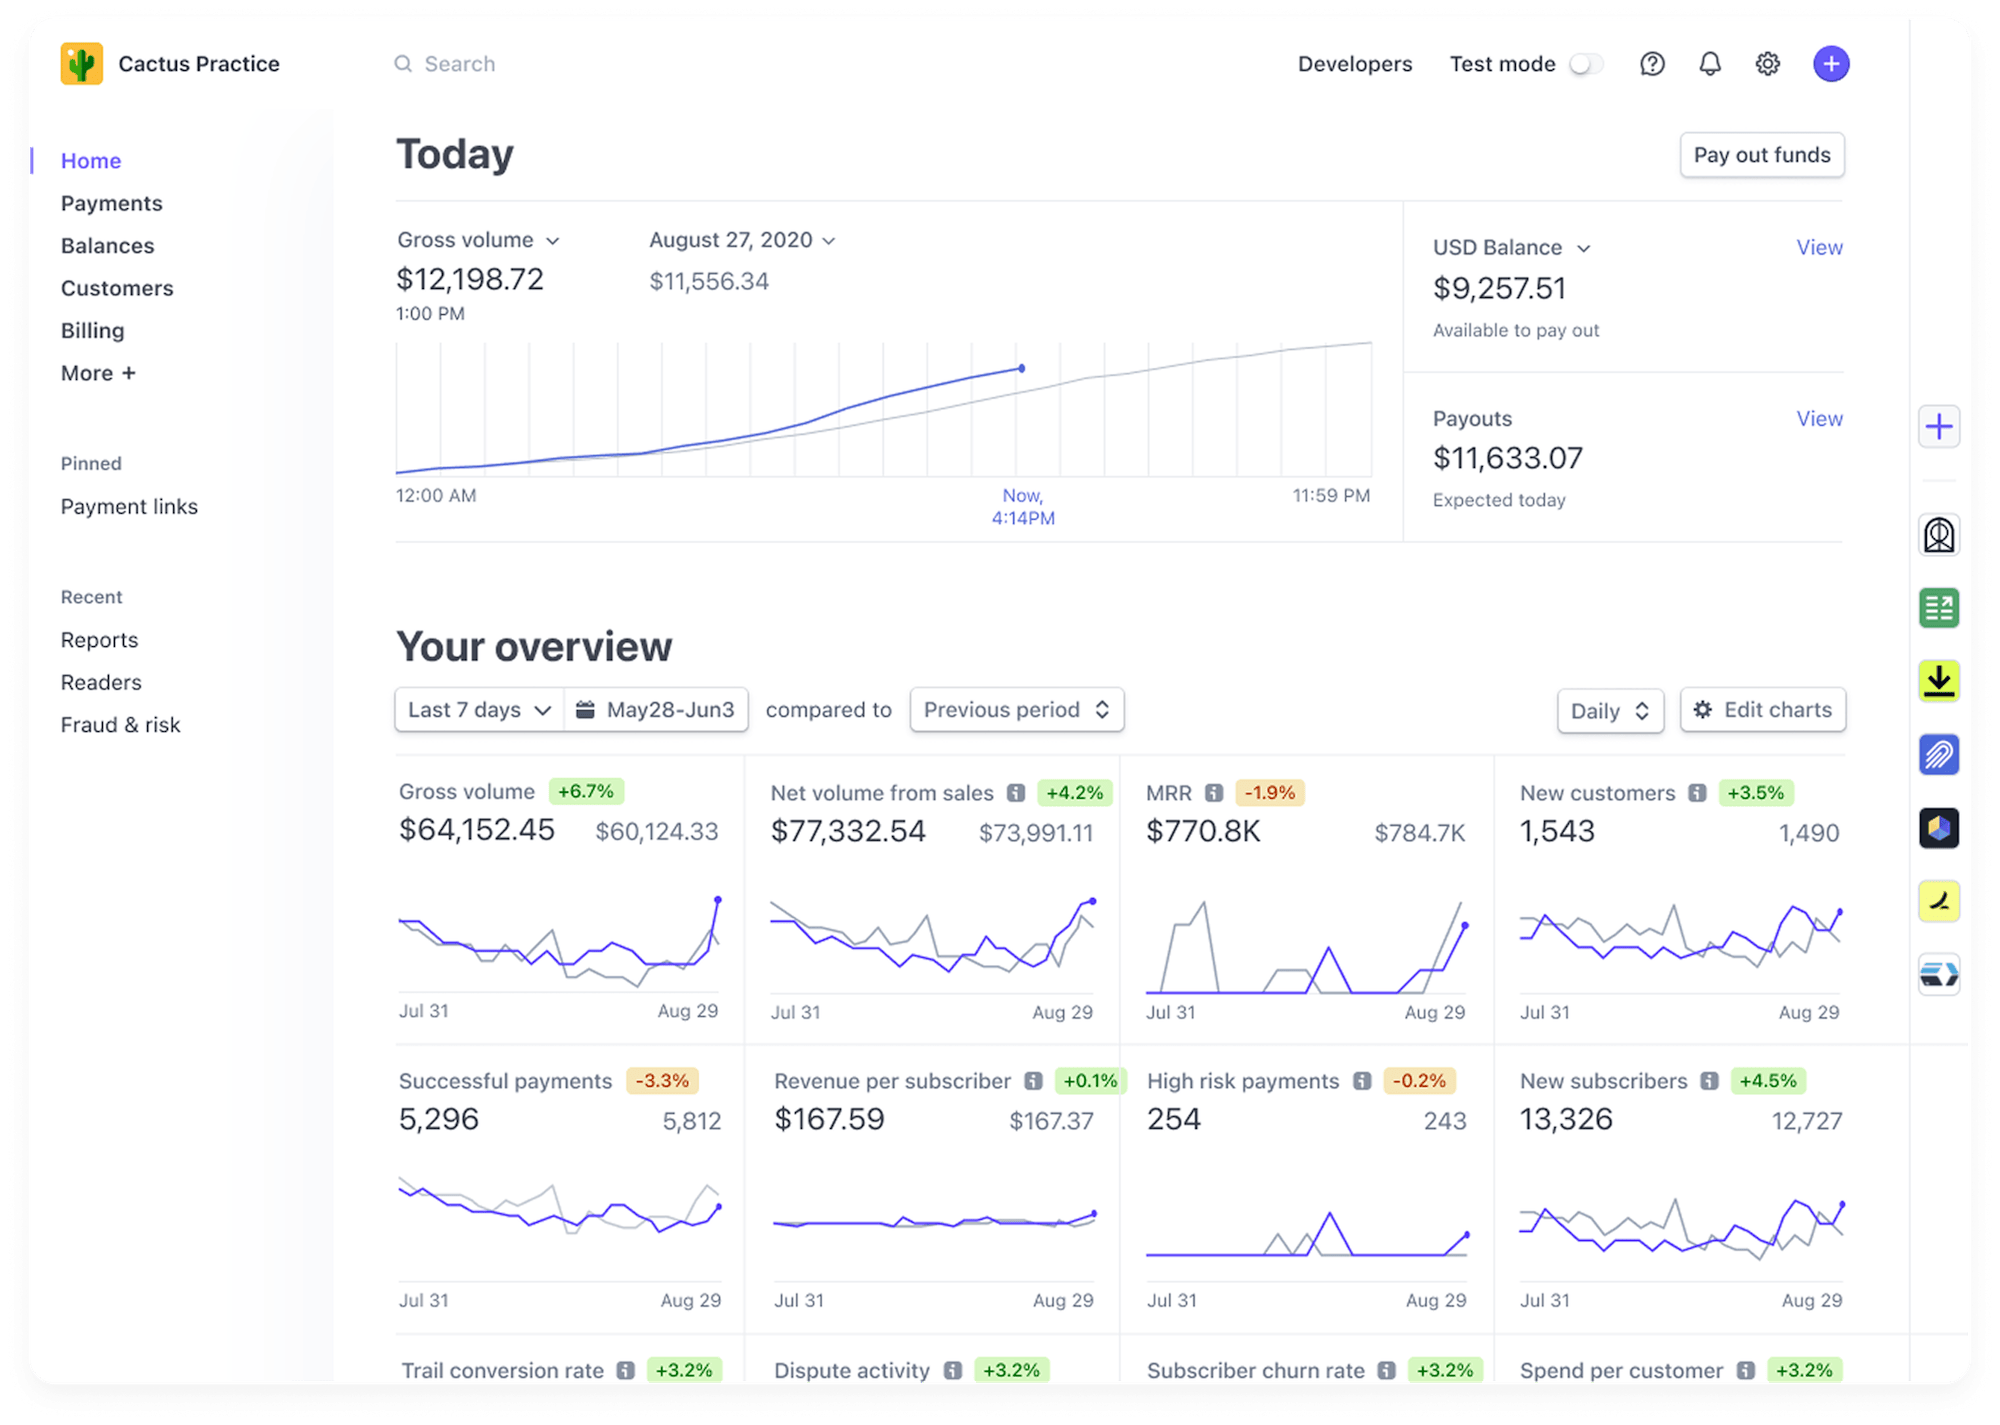 Cactus Practice
Search
Developers
Test mode
Home
Payments
Balances
Customers
Billing
More +
Pinned
Payment links
Recent
Reports
Readers
Fraud & risk
Today
Pay out funds
Gross volume
$12,198.72
1:00 PM
August 27, 2020
$11,556.34
12:00 AM
Now,
4:14PM
11:59 PM
USD Balance
View
$9,257.51
Available to pay out
Payouts
View
$11,633.07
Expected today
Your overview
Last 7 days
May28-Jun3
compared to
Previous period
Daily
Edit charts
Gross volume +6.7%
$64,152.45 $60,124.33
Jul 31 Aug 29
Net volume from sales +4.2%
$77,332.54 $73,991.11
Jul 31 Aug 29
MRR -1.9%
$770.8K $784.7K
Jul 31 Aug 29
New customers +3.5%
1,543 1,490
Jul 31 Aug 29
Successful payments -3.3%
5,296 5,812
Jul 31 Aug 29
Revenue per subscriber +0.1%
$167.59 $167.37
Jul 31 Aug 29
High risk payments -0.2%
254 243
Jul 31 Aug 29
New subscribers +4.5%
13,326 12,727
Jul 31 Aug 29
Trail conversion rate +3.2%
Dispute activity +3.2%
Subscriber churn rate +3.2%
Spend per customer +3.2%